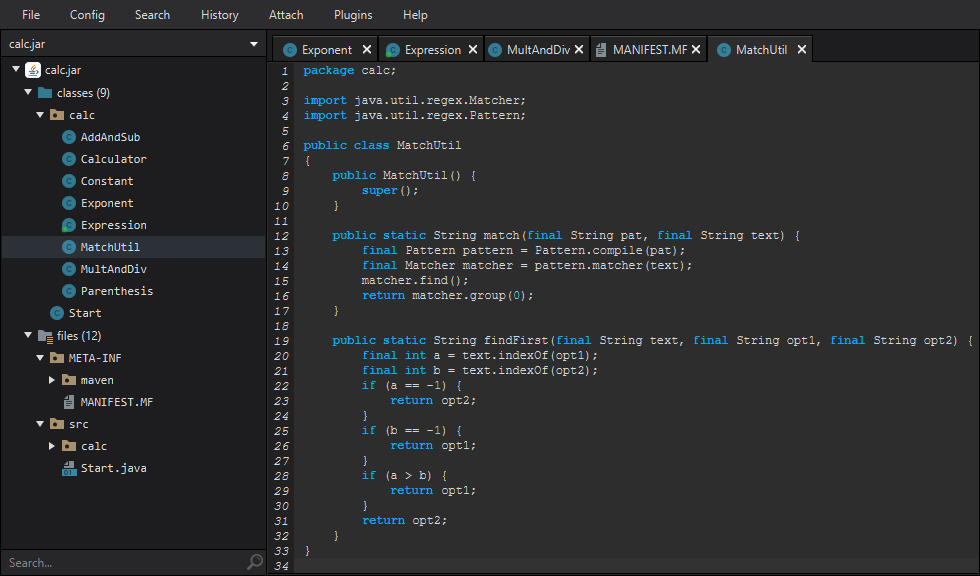 File Config Search History Attach Plugins Help
calc.jar
calc.jar
classes (9)
calc
AddAndSub
Calculator
Constant
Exponent
Expression
MatchUtil
MultAndDiv
Parenthesis
Start
files (12)
META-INF
maven
MANIFEST.MF
src
calc
Start.java
Search...
Exponent Expression MultAndDiv MANIFEST.MF MatchUtil
1 package calc;
2
3 import java.util.regex.Matcher;
4 import java.util.regex.Pattern;
5
6 public class MatchUtil
7 {
8     public MatchUtil() {
9         super();
10     }
11
12     public static String match(final String pat, final String text) {
13         final Pattern pattern = Pattern.compile(pat);
14         final Matcher matcher = pattern.matcher(text);
15         matcher.find();
16         return matcher.group(0);
17     }
18
19     public static String findFirst(final String text, final String opt1, final String opt2) {
20         final int a = text.indexOf(opt1);
21         final int b = text.indexOf(opt2);
22         if (a == -1) {
23             return opt2;
24         }
25         if (b == -1) {
26             return opt1;
27         }
28         if (a > b) {
29             return opt1;
30         }
31         return opt2;
32     }
33 }
34